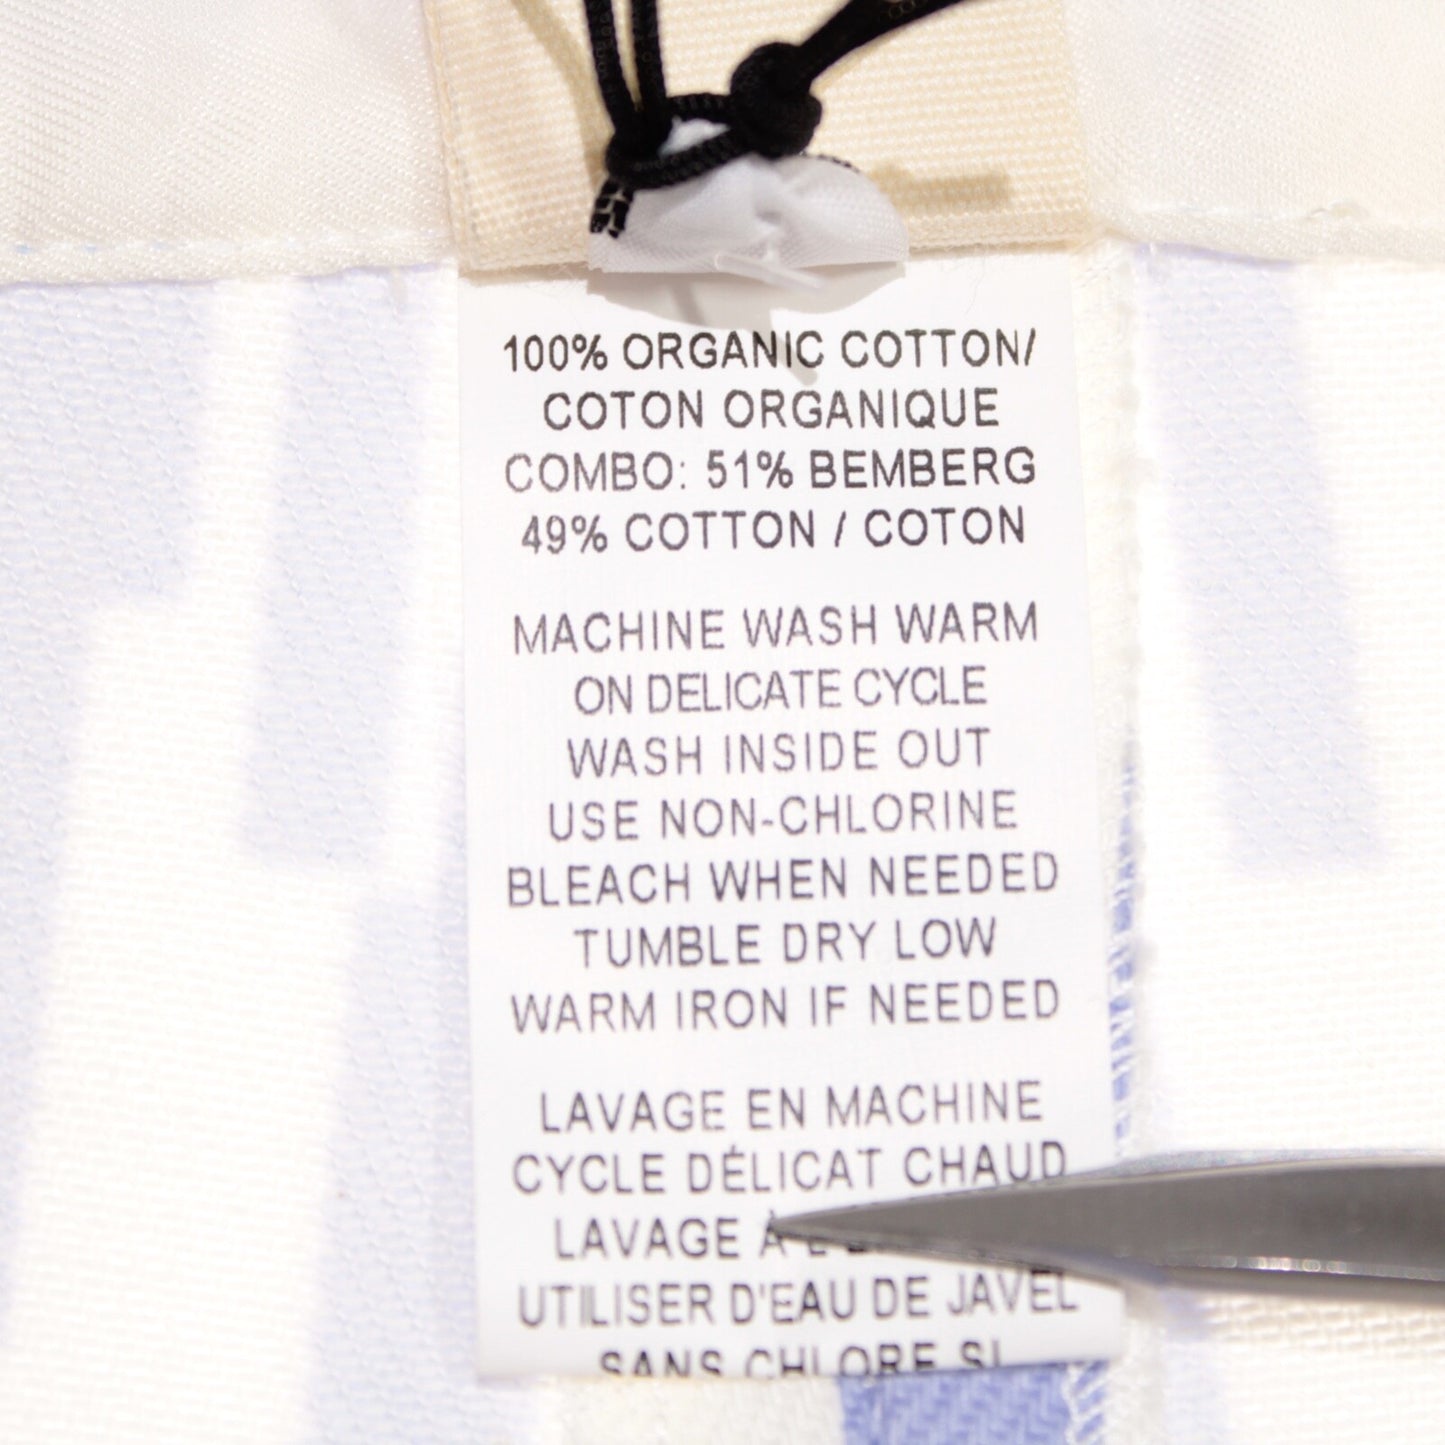 100% ORGANIC COTTON/
COTON ORGANIQUE
COMBO: 51% BEMBERG
49% COTTON / COTON
MACHINE WASH WARM
ON DELICATE CYCLE
WASH INSIDE OUT
USE NON-CHLORINE
BLEACH WHEN NEEDED
TUMBLE DRY LOW
WARM IRON IF NEEDED
LAVAGE EN MACHINE
CYCLE DÉLICAT CHAUD
LAVAGE À
UTILISER D'EAU DE JAVEL
SANS CHLORE SI